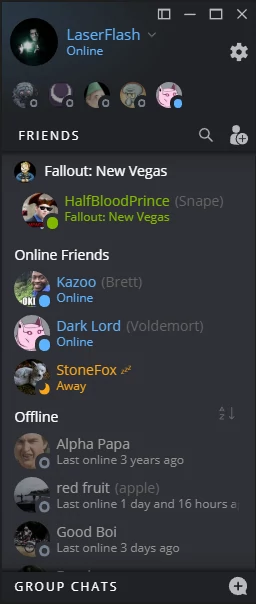 LaserFlash
Online
FRIENDS
Fallout: New Vegas
HalfBloodPrince (Snape)
Fallout: New Vegas
Online Friends
Kazoo (Brett)
Online
OKI
Dark Lord (Voldemort)
Online
StoneFox zzz
Away
Offline
A
Z
Alpha Papa
Last online 3 years ago
red fruit (apple)
Last online 1 day and 16 hours a
Good Boi
Last online 3 days ago
GROUP CHATS